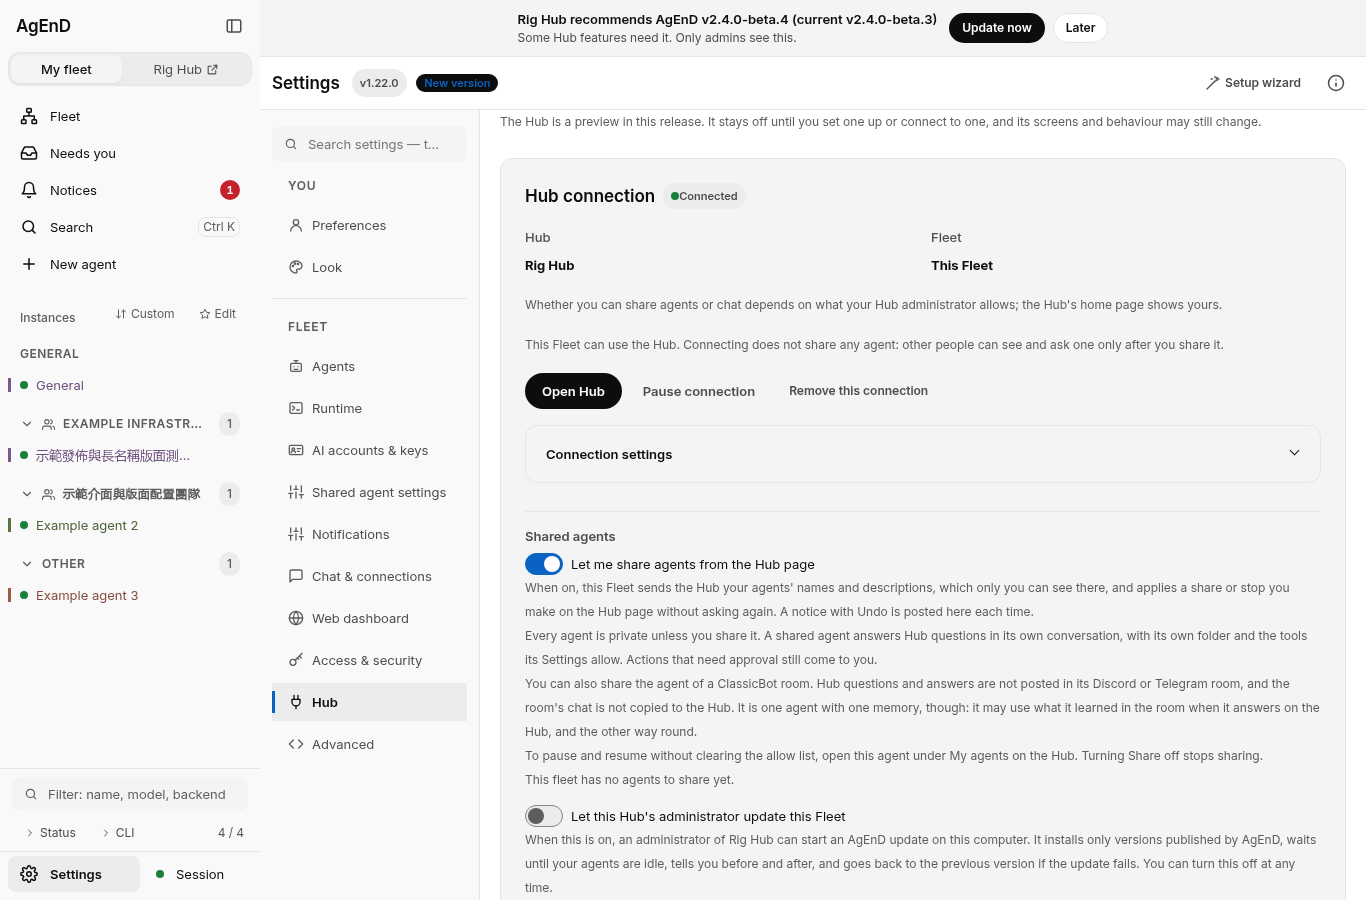 AgEnD
My fleet
Rig Hub
Fleet
Needs you
Notices
1
Search
Ctrl K
New agent
Instances
Custom
Edit
GENERAL
General
EXAMPLE INFRASTR...
1
示範發佈與長名稱版面測...
示範介面與版面配置團隊
1
Example agent 2
OTHER
1
Example agent 3
Filter: name, model, backend
Status
CLI
4 / 4
Settings
Session
Rig Hub recommends AgEnD v2.4.0-beta.4 (current v2.4.0-beta.3)
Some Hub features need it. Only admins see this.
Update now
Later
Settings
v1.22.0
New version
Setup wizard
Search settings — t...
YOU
Preferences
Look
FLEET
Agents
Runtime
AI accounts & keys
Shared agent settings
Notifications
Chat & connections
Web dashboard
Access & security
Hub
Advanced
The Hub is a preview in this release. It stays off until you set one up or connect to one, and its screens and behaviour may still change.
Hub connection
Connected
Hub
Fleet
Rig Hub
This Fleet
Whether you can share agents or chat depends on what your Hub administrator allows; the Hub's home page shows yours.
This Fleet can use the Hub. Connecting does not share any agent: other people can see and ask one only after you share it.
Open Hub
Pause connection
Remove this connection
Connection settings
Shared agents
Let me share agents from the Hub page
When on, this Fleet sends the Hub your agents' names and descriptions, which only you can see there, and applies a share or stop you
make on the Hub page without asking again. A notice with Undo is posted here each time.
Every agent is private unless you share it. A shared agent answers Hub questions in its own conversation, with its own folder and the tools
its Settings allow. Actions that need approval still come to you.
You can also share the agent of a ClassicBot room. Hub questions and answers are not posted in its Discord or Telegram room, and the
room's chat is not copied to the Hub. It is one agent with one memory, though: it may use what it learned in the room when it answers on the
Hub, and the other way round.
To pause and resume without clearing the allow list, open this agent under My agents on the Hub. Turning Share off stops sharing.
This fleet has no agents to share yet.
Let this Hub's administrator update this Fleet
When this is on, an administrator of Rig Hub can start an AgEnD update on this computer. It installs only versions published by AgEnD, waits
until your agents are idle, tells you before and after, and goes back to the previous version if the update fails. You can turn this off at any
time.